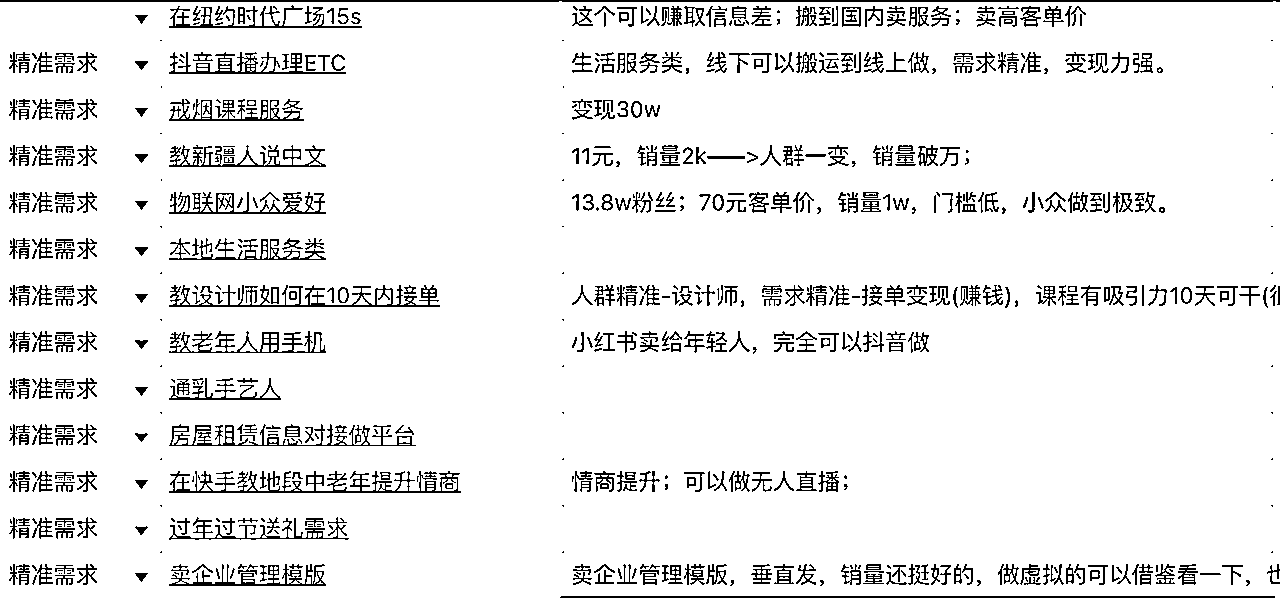 在纽约时代广场15s 这个可以赚取信息差；搬到国内卖服务；卖高客单价
精准需求 抖音直播办理ETC 生活服务类，线下可以搬运到线上做，需求精准，变现力强。
精准需求 戒烟课程服务 变现30w
精准需求 教新疆人说中文 11元，销量2k——>人群一变，销量破万；
精准需求 物联网小众爱好 13.8w粉丝；70元客单价，销量1w，门槛低，小众做到极致。
精准需求 本地生活服务类
精准需求 教设计师如何在10天内接单 人群精准-设计师，需求精准-接单变现(赚钱)，课程有吸引力10天可干(
精准需求 教老年人用手机 小红书卖给年轻人，完全可以抖音做
精准需求 通乳手艺人
精准需求 房屋租赁信息对接做平台
精准需求 在快手教地段中老年提升情商 情商提升；可以做无人直播；
精准需求 过年过节送礼需求
精准需求 卖企业管理模版 卖企业管理模版，垂直发，销量还挺好的，做虚拟的可以借鉴看一下，也